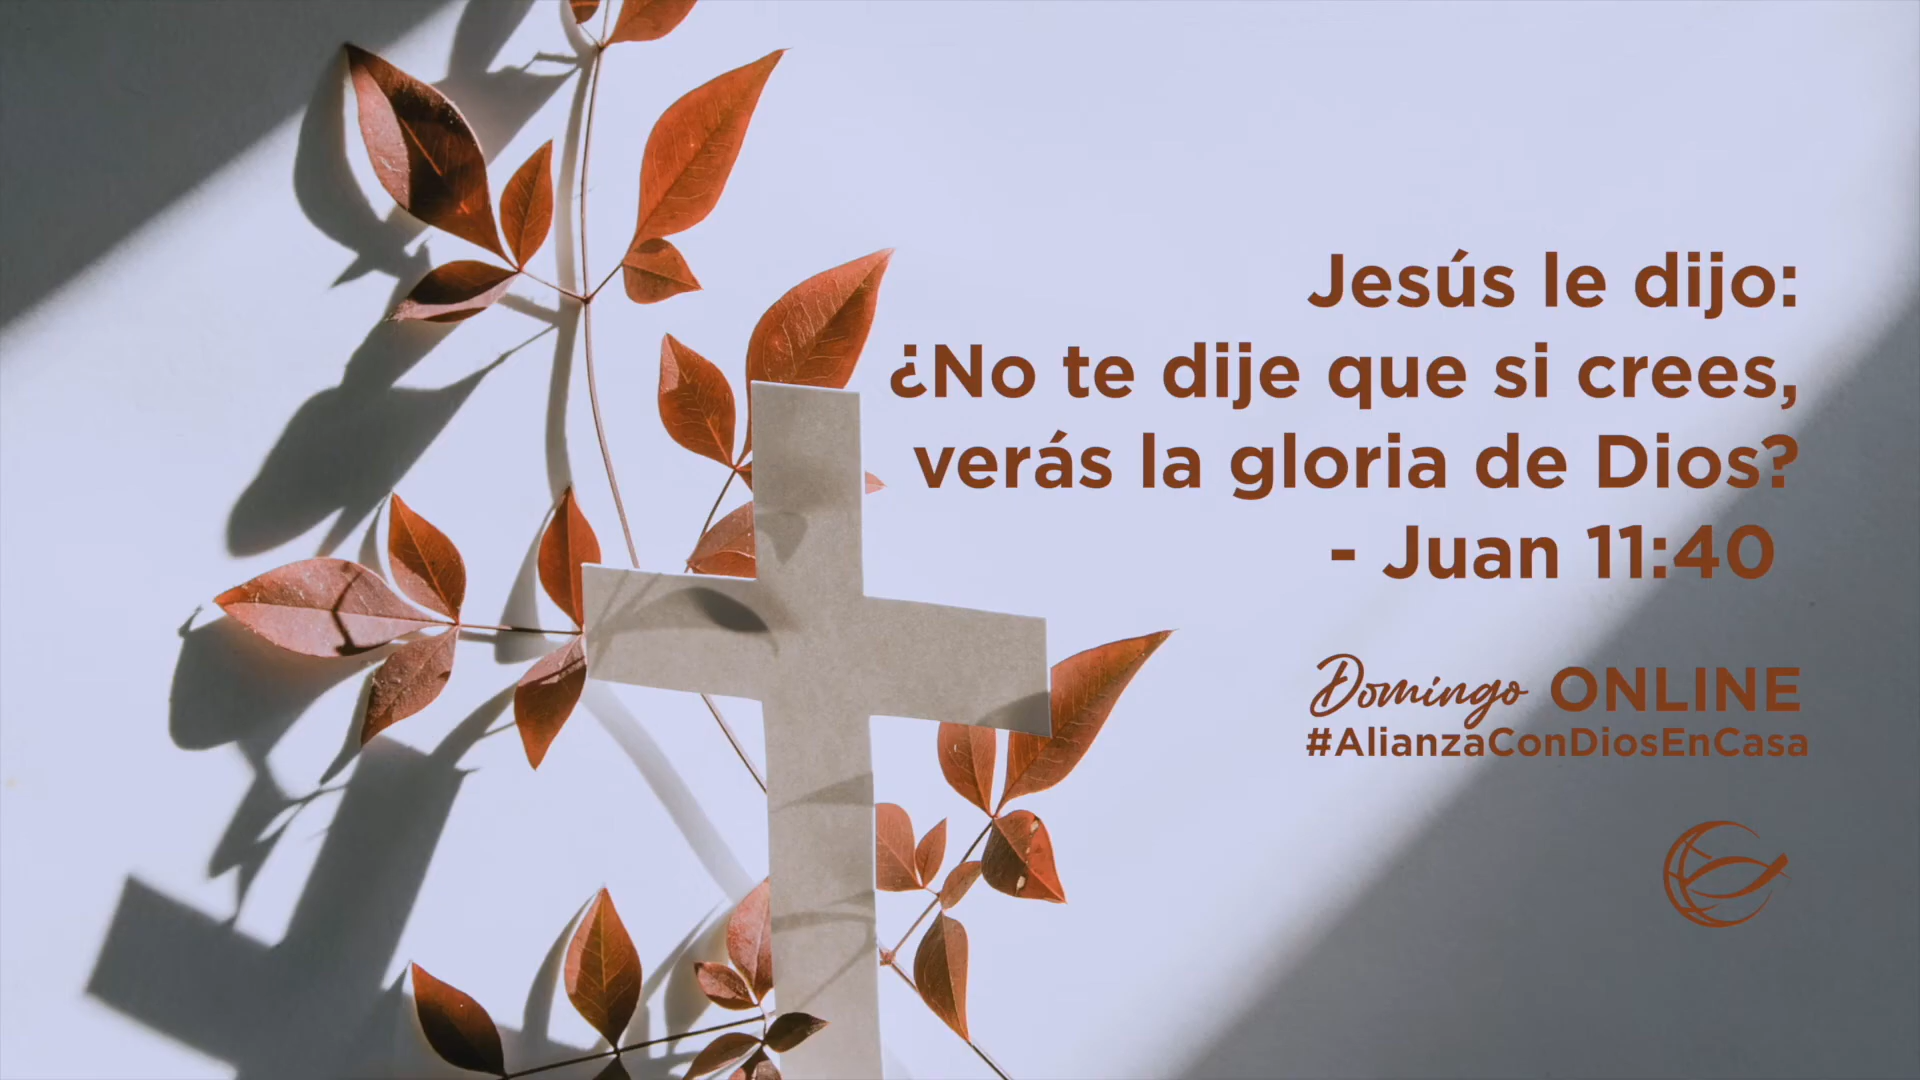 Jesús le dijo:
¿No te dije que si crees,
verás la gloria de Dios?
- Juan 11:40
Domingo ONLINE
#AlianzaConDiosEnCasa